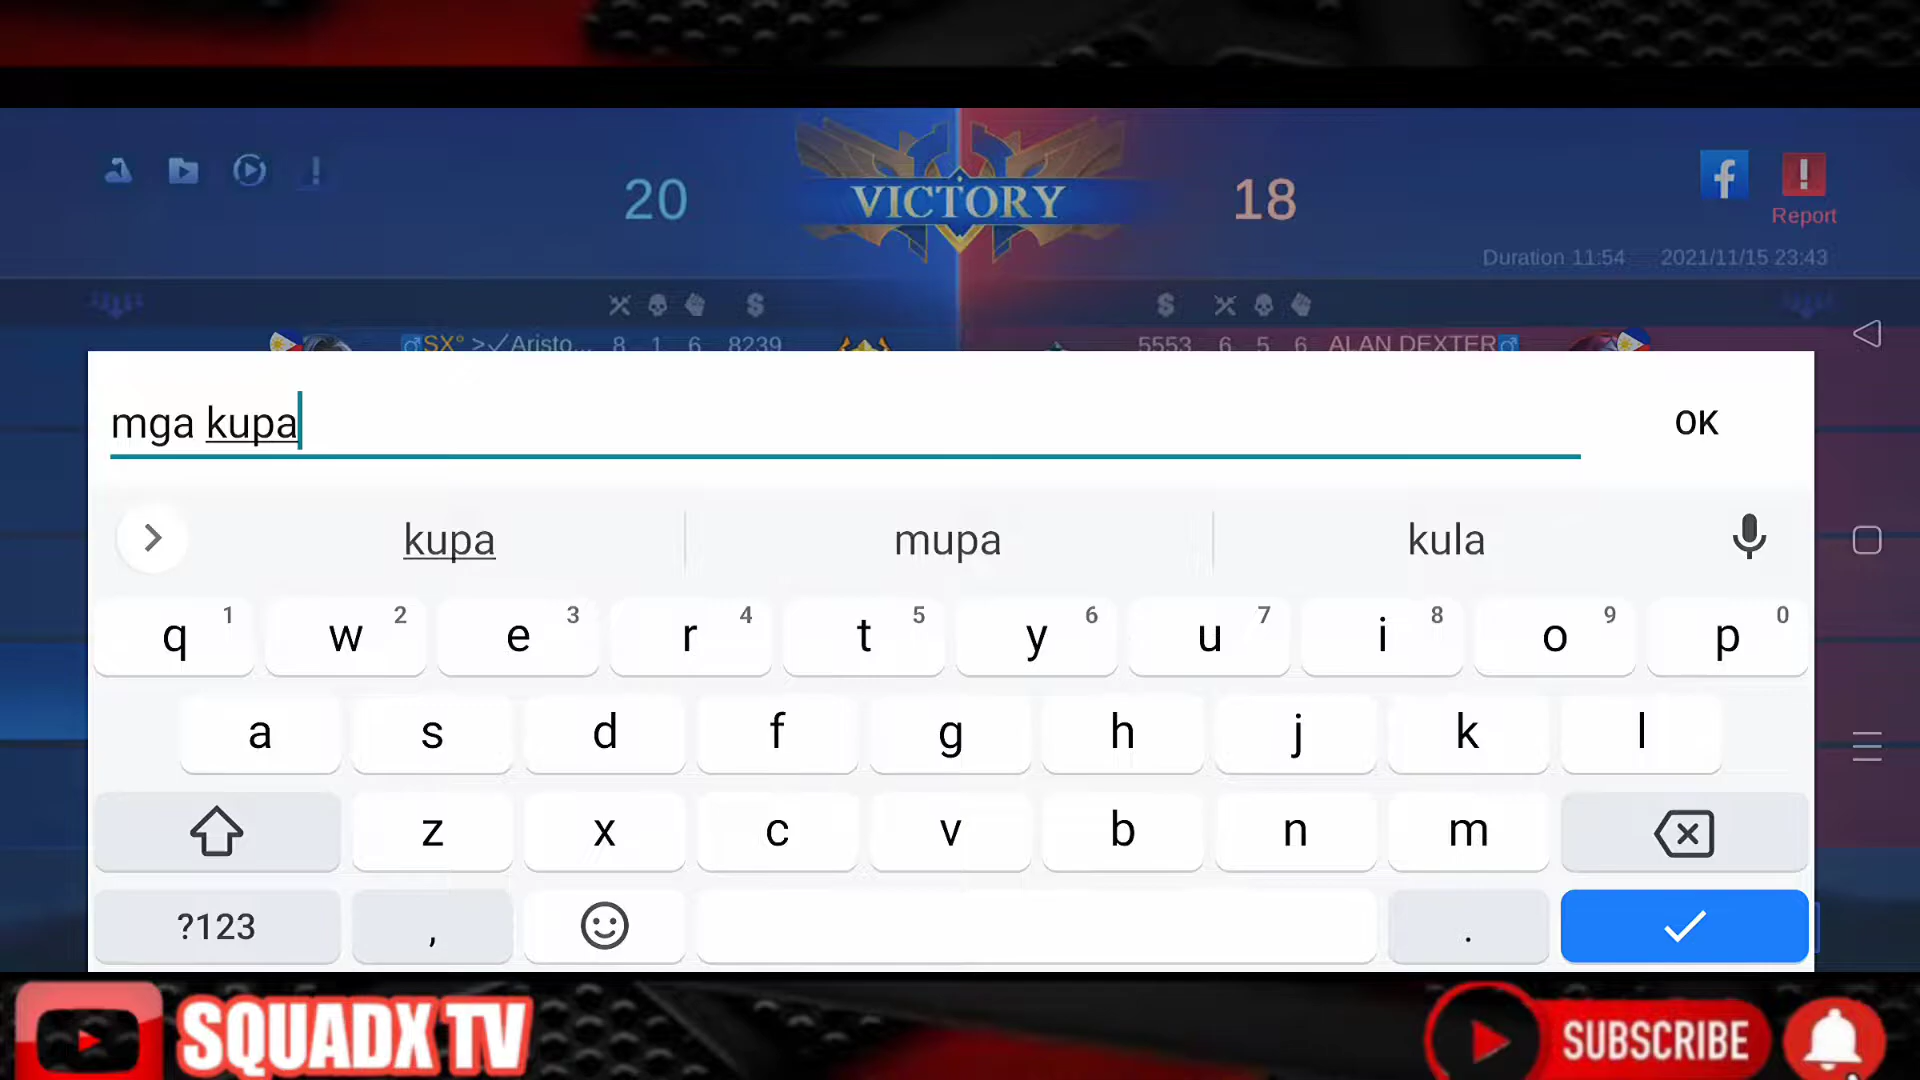 20
VICTORY
18
Report
Duration 11:54 2021/11/15 23:43
SX° >✓Aristo... 8 1 6 8239
5553 6 5 6 ALAN DEXTER
mga kupa
OK
kupa mupa kula
q 1 w 2 e 3 r 4 t 5 y 6 u 7 i 8 o 9 p 0
a s d f g h j k l
z x c v b n m
?123 , .
SQUADX TV
SUBSCRIBE